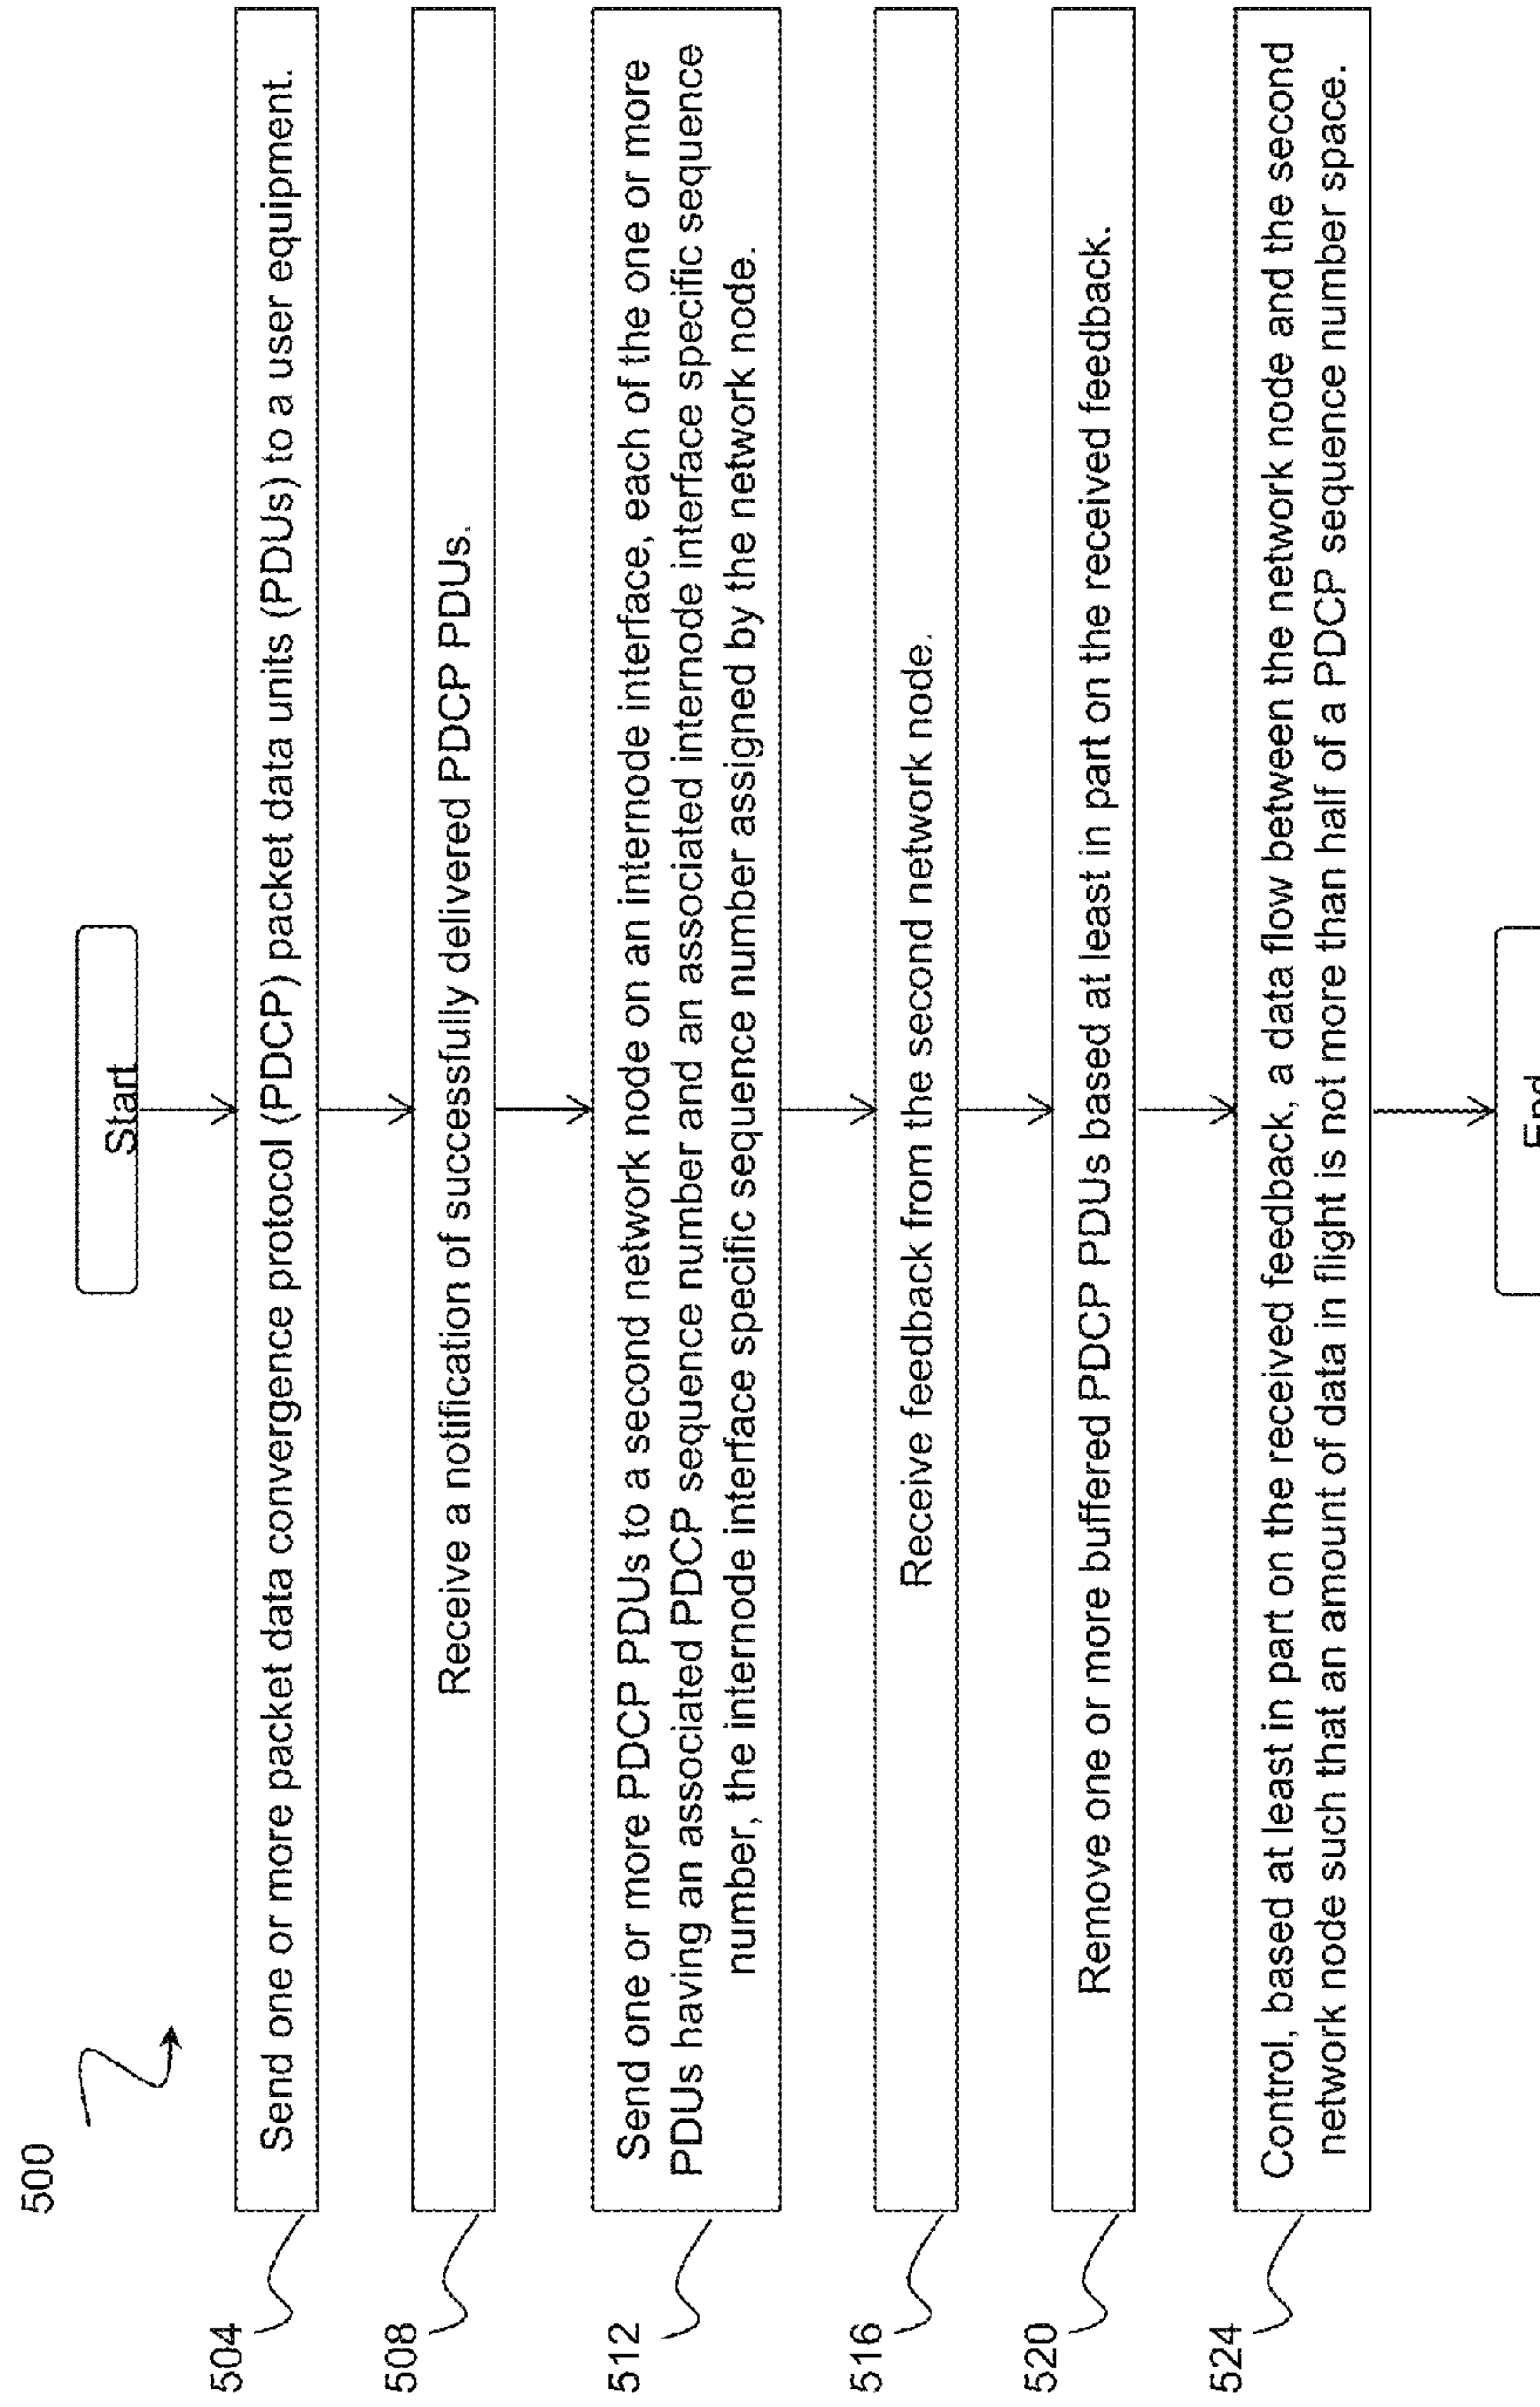 500
Start
504
Send one or more packet data convergence protocol (PDCP) packet data units (PDUs) to a user equipment.
508
Receive a notification of successfully delivered PDCP PDUs.
512
Send one or more PDCP PDUs to a second network node on an internode interface, each of the one or more
PDUs having an associated PDCP sequence number and an associated internode interface specific sequence
number, the internode interface specific sequence number assigned by the network node.
516
Receive feedback from the second network node.
520
Remove one or more buffered PDCP PDUs based at least in part on the received feedback.
524
Control, based at least in part on the received feedback, a data flow between the network node and the second
network node such that an amount of data in flight is not more than half of a PDCP sequence number space.
End